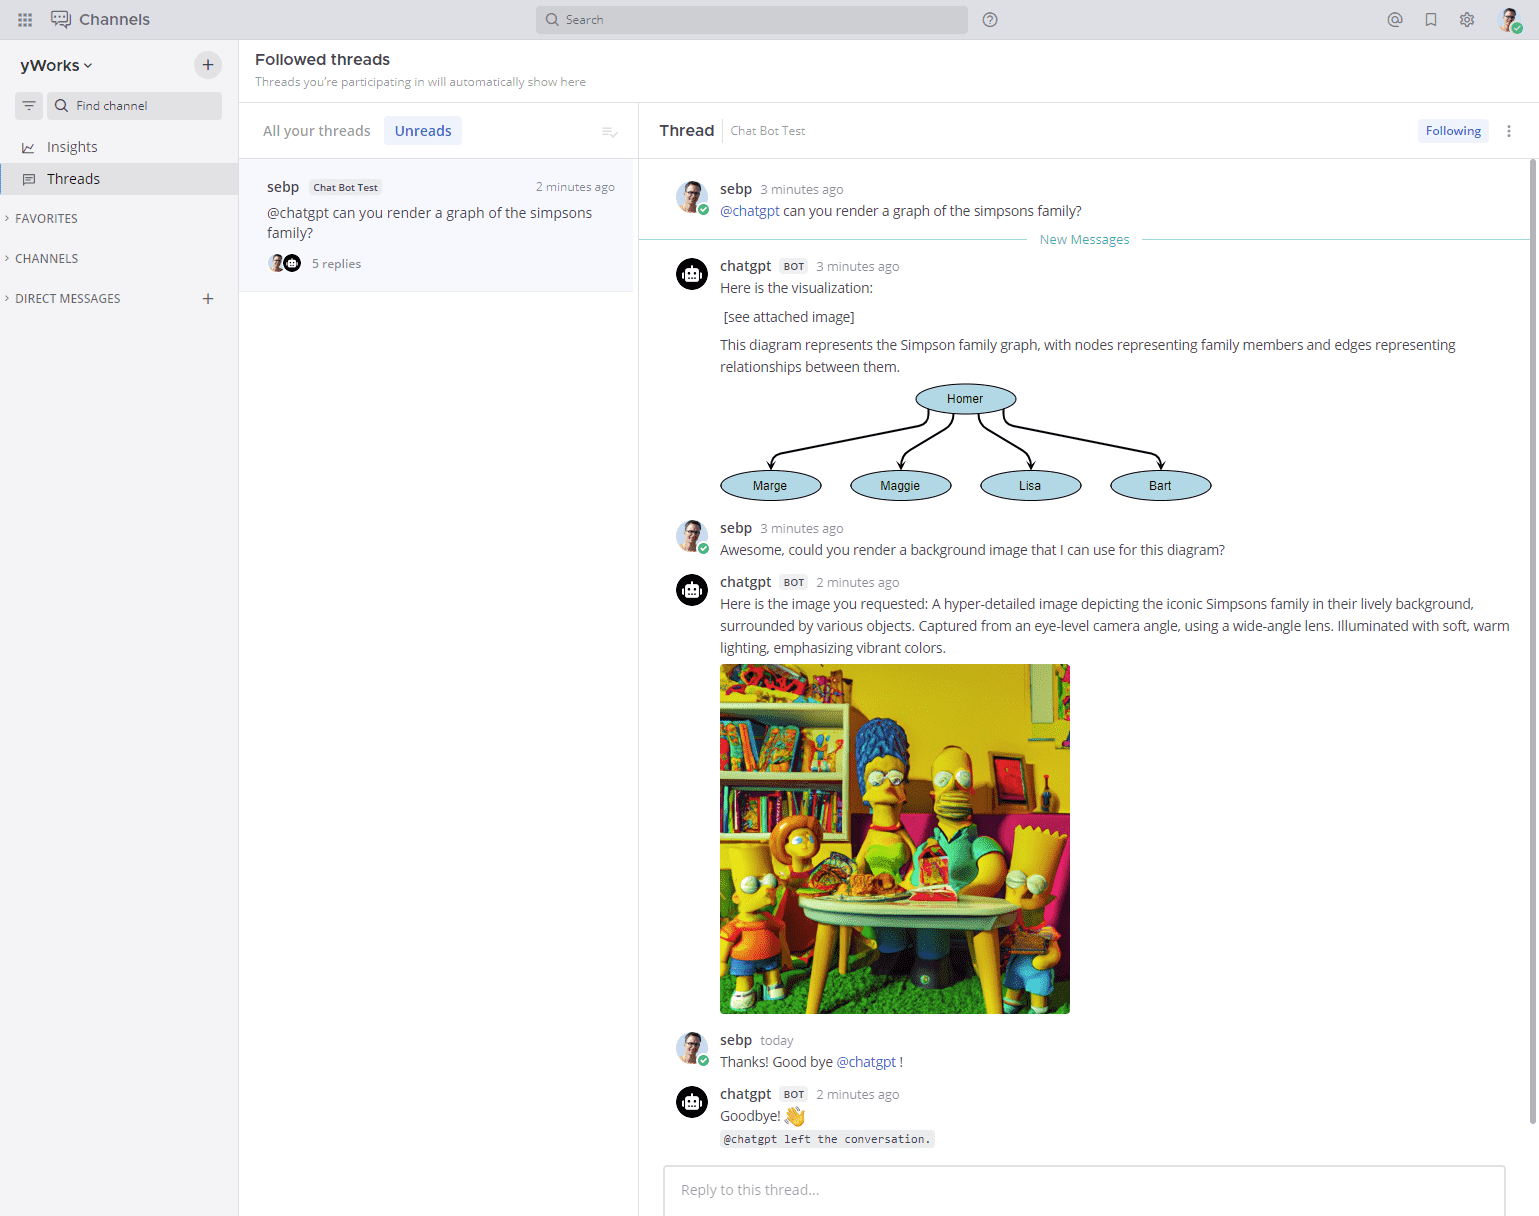 Channels
Search
yWorks
Followed threads
Threads you're participating in will automatically show here
Find channel
Insights
Threads
FAVORITES
CHANNELS
DIRECT MESSAGES
All your threads
Unreads
sebp Chat Bot Test 2 minutes ago
@chatgpt can you render a graph of the simpsons
family?
5 replies
Thread Chat Bot Test
Following
sebp 3 minutes ago
@chatgpt can you render a graph of the simpsons family?
New Messages
chatgpt BOT 3 minutes ago
Here is the visualization:
[see attached image]
This diagram represents the Simpson family graph, with nodes representing family members and edges representing
relationships between them.
Homer
Marge Maggie Lisa Bart
sebp 3 minutes ago
Awesome, could you render a background image that I can use for this diagram?
chatgpt BOT 2 minutes ago
Here is the image you requested: A hyper-detailed image depicting the iconic Simpsons family in their lively background,
surrounded by various objects. Captured from an eye-level camera angle, using a wide-angle lens. Illuminated with soft, warm
lighting, emphasizing vibrant colors.
sebp today
Thanks! Good bye @chatgpt !
chatgpt BOT 2 minutes ago
Goodbye! 👋
@chatgpt left the conversation.
Reply to this thread...